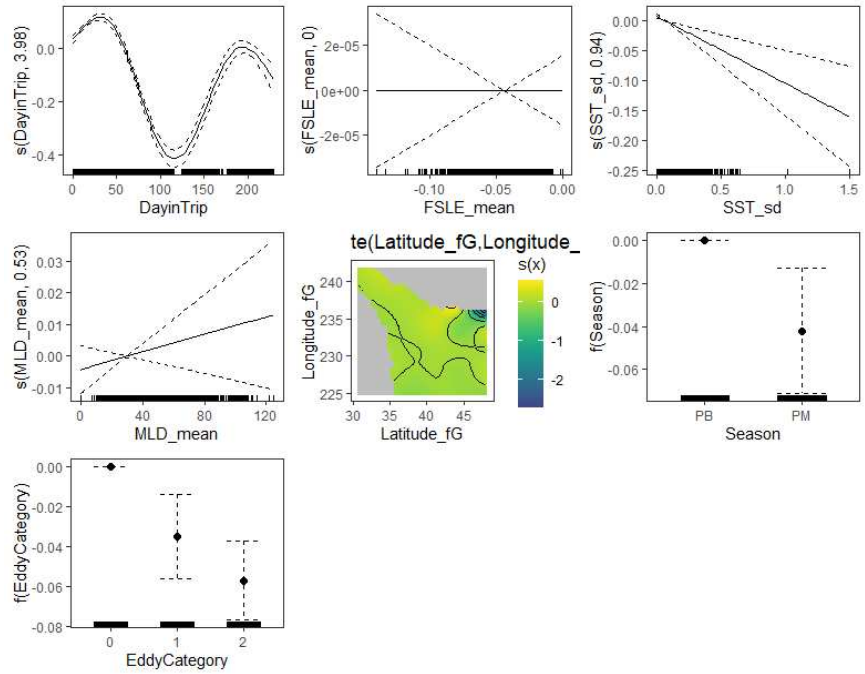 s(DayinTrip, 3.98)
0.0
-0.2
-0.4
0 50 100 150 200
DayinTrip
s(FSLE_mean, 0)
2e-05
0e+00
-2e-05
-0.10 -0.05 0.00
FSLE_mean
s(SST_sd, 0.94)
0.00
-0.05
-0.10
-0.15
-0.20
-0.25
0.0 0.5 1.0 1.5
SST_sd
s(MLD_mean, 0.53)
0.03
0.02
0.01
0.00
-0.01
0 40 80 120
MLD_mean
te(Latitude_fG,Longitude_
Longitude_fG
240
235
230
225
30 35 40 45
Latitude_fG
s(x)
0
-1
-2
f(Season)
0.00
-0.02
-0.04
-0.06
PB PM
Season
f(EddyCategory)
0.00
-0.02
-0.04
-0.06
-0.08
0 1 2
EddyCategory